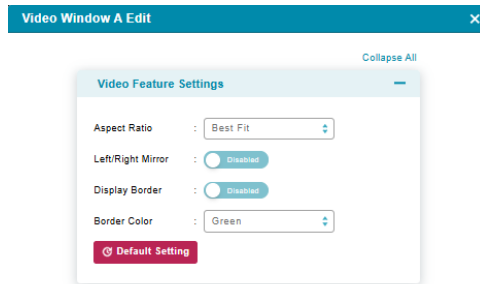 Video Window A Edit ×
Collapse All
Video Feature Settings −
Aspect Ratio : Best Fit
Left/Right Mirror : Disabled
Display Border : Disabled
Border Color : Green
Default Setting